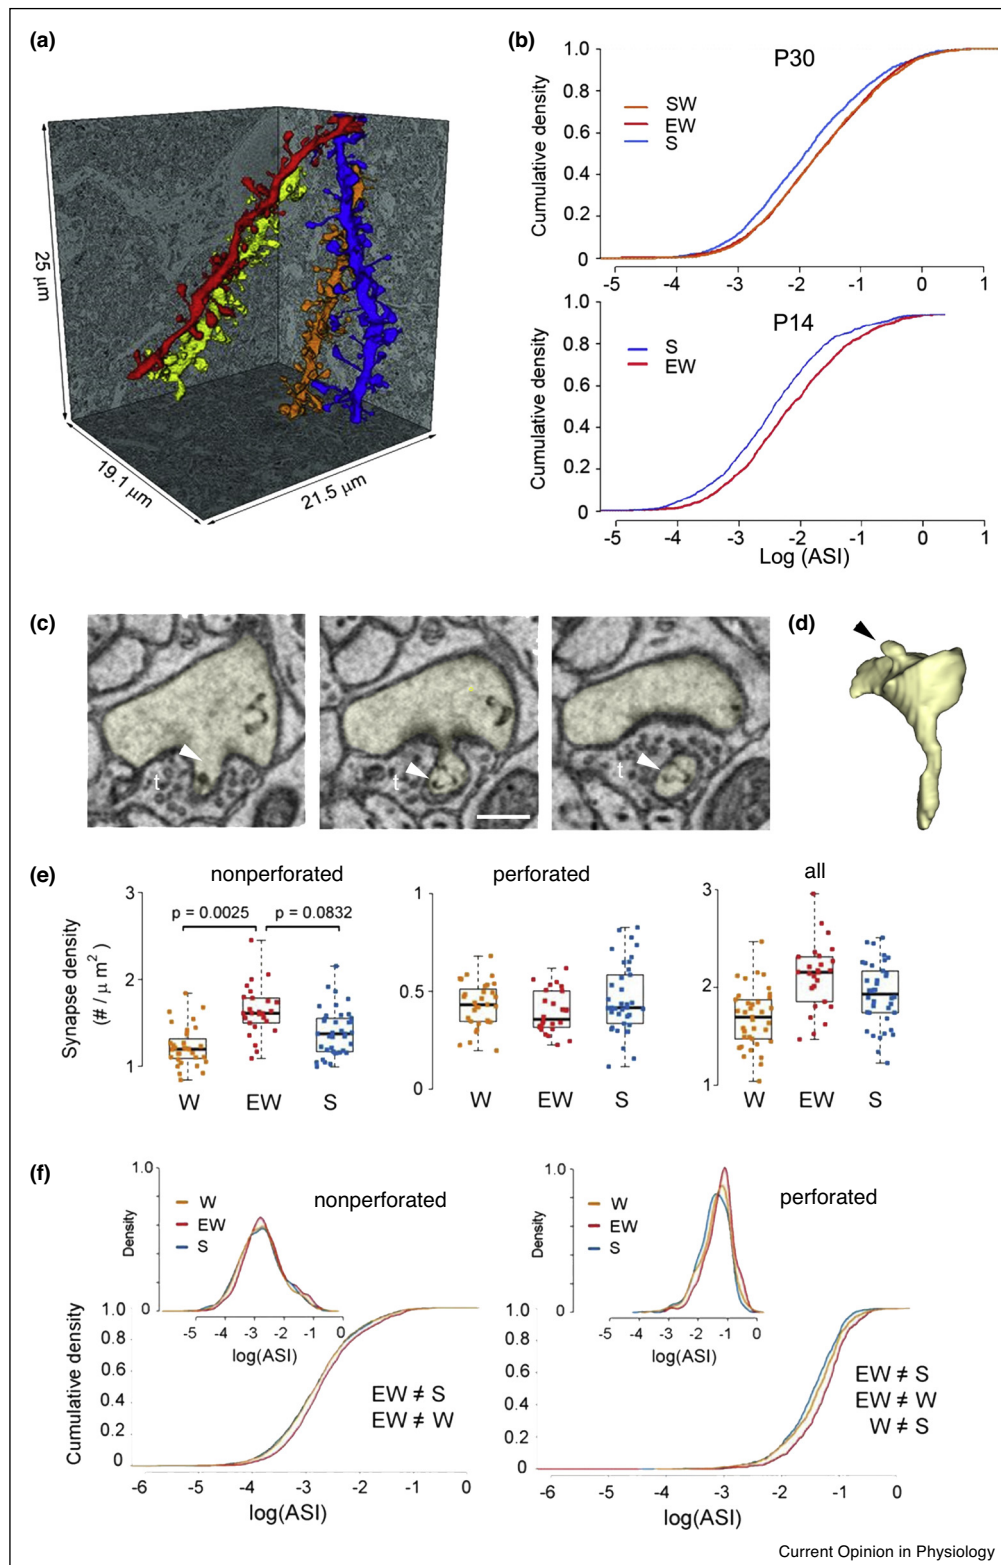 (a)
25 μm
19.1 μm
21.5 μm
(b)
P30
Cumulative density
1.0
0.8
0.6
0.4
0.2
0
SW
EW
S
-5 -4 -3 -2 -1 0 1
P14
Cumulative density
1.0
0.8
0.6
0.4
0.2
0
S
EW
-5 -4 -3 -2 -1 0 1
Log (ASI)
(c)
t
t
t
(d)
(e)
nonperforated
p = 0.0025 p = 0.0832
Synapse density
(# / μ m²)
3
2
1
W EW S
perforated
1
0.5
0
W EW S
all
3
2
1
W EW S
(f)
nonperforated
1.0
Density
0
W
EW
S
-5 -4 -3 -2 -1 0
log(ASI)
Cumulative density
1.0
0.8
0.6
0.4
0.2
0
EW ≠ S
EW ≠ W
-6 -5 -4 -3 -2 -1 0
log(ASI)
perforated
1.0
Density
0
W
EW
S
-5 -4 -3 -2 -1 0
log(ASI)
1.0
0.8
0.6
0.4
0.2
0
EW ≠ S
EW ≠ W
W ≠ S
-6 -5 -4 -3 -2 -1 0
log(ASI)
Current Opinion in Physiology